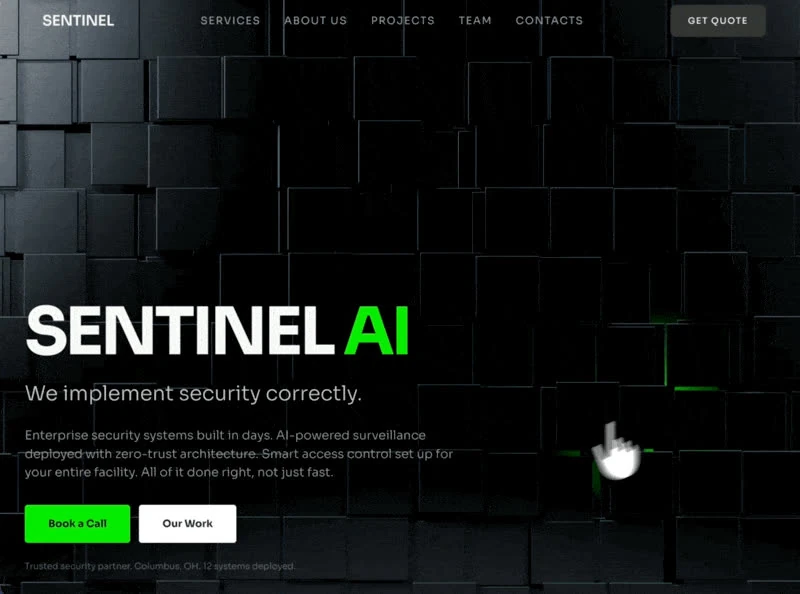 SENTINEL
SERVICES ABOUT US PROJECTS TEAM CONTACTS
GET QUOTE
SENTINEL AI
We implement security correctly.
Enterprise security systems built in days. AI-powered surveillance
deployed with zero-trust architecture. Smart access control set up for
your entire facility. All of it done right, not just fast.
Book a Call
Our Work
Trusted security partner. Columbus, OH. 12 systems deployed.